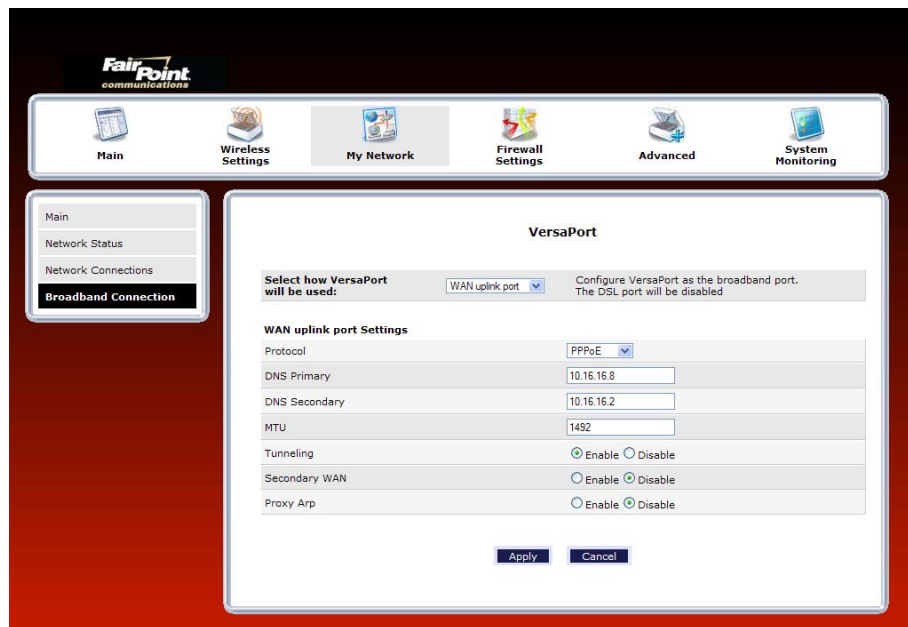 FairPoint
communications
Main
Wireless
Settings
My Network
Firewall
Settings
Advanced
System
Monitoring
Main
Network Status
Network Connections
Broadband Connection
VersaPort
Select how VersaPort
will be used:
WAN uplink port
Configure VersaPort as the broadband port.
The DSL port will be disabled
WAN uplink port Settings
Protocol PPPoE
DNS Primary 10.16.16.8
DNS Secondary 10.16.16.2
MTU 1492
Tunneling Enable Disable
Secondary WAN Enable Disable
Proxy Arp Enable Disable
Apply Cancel